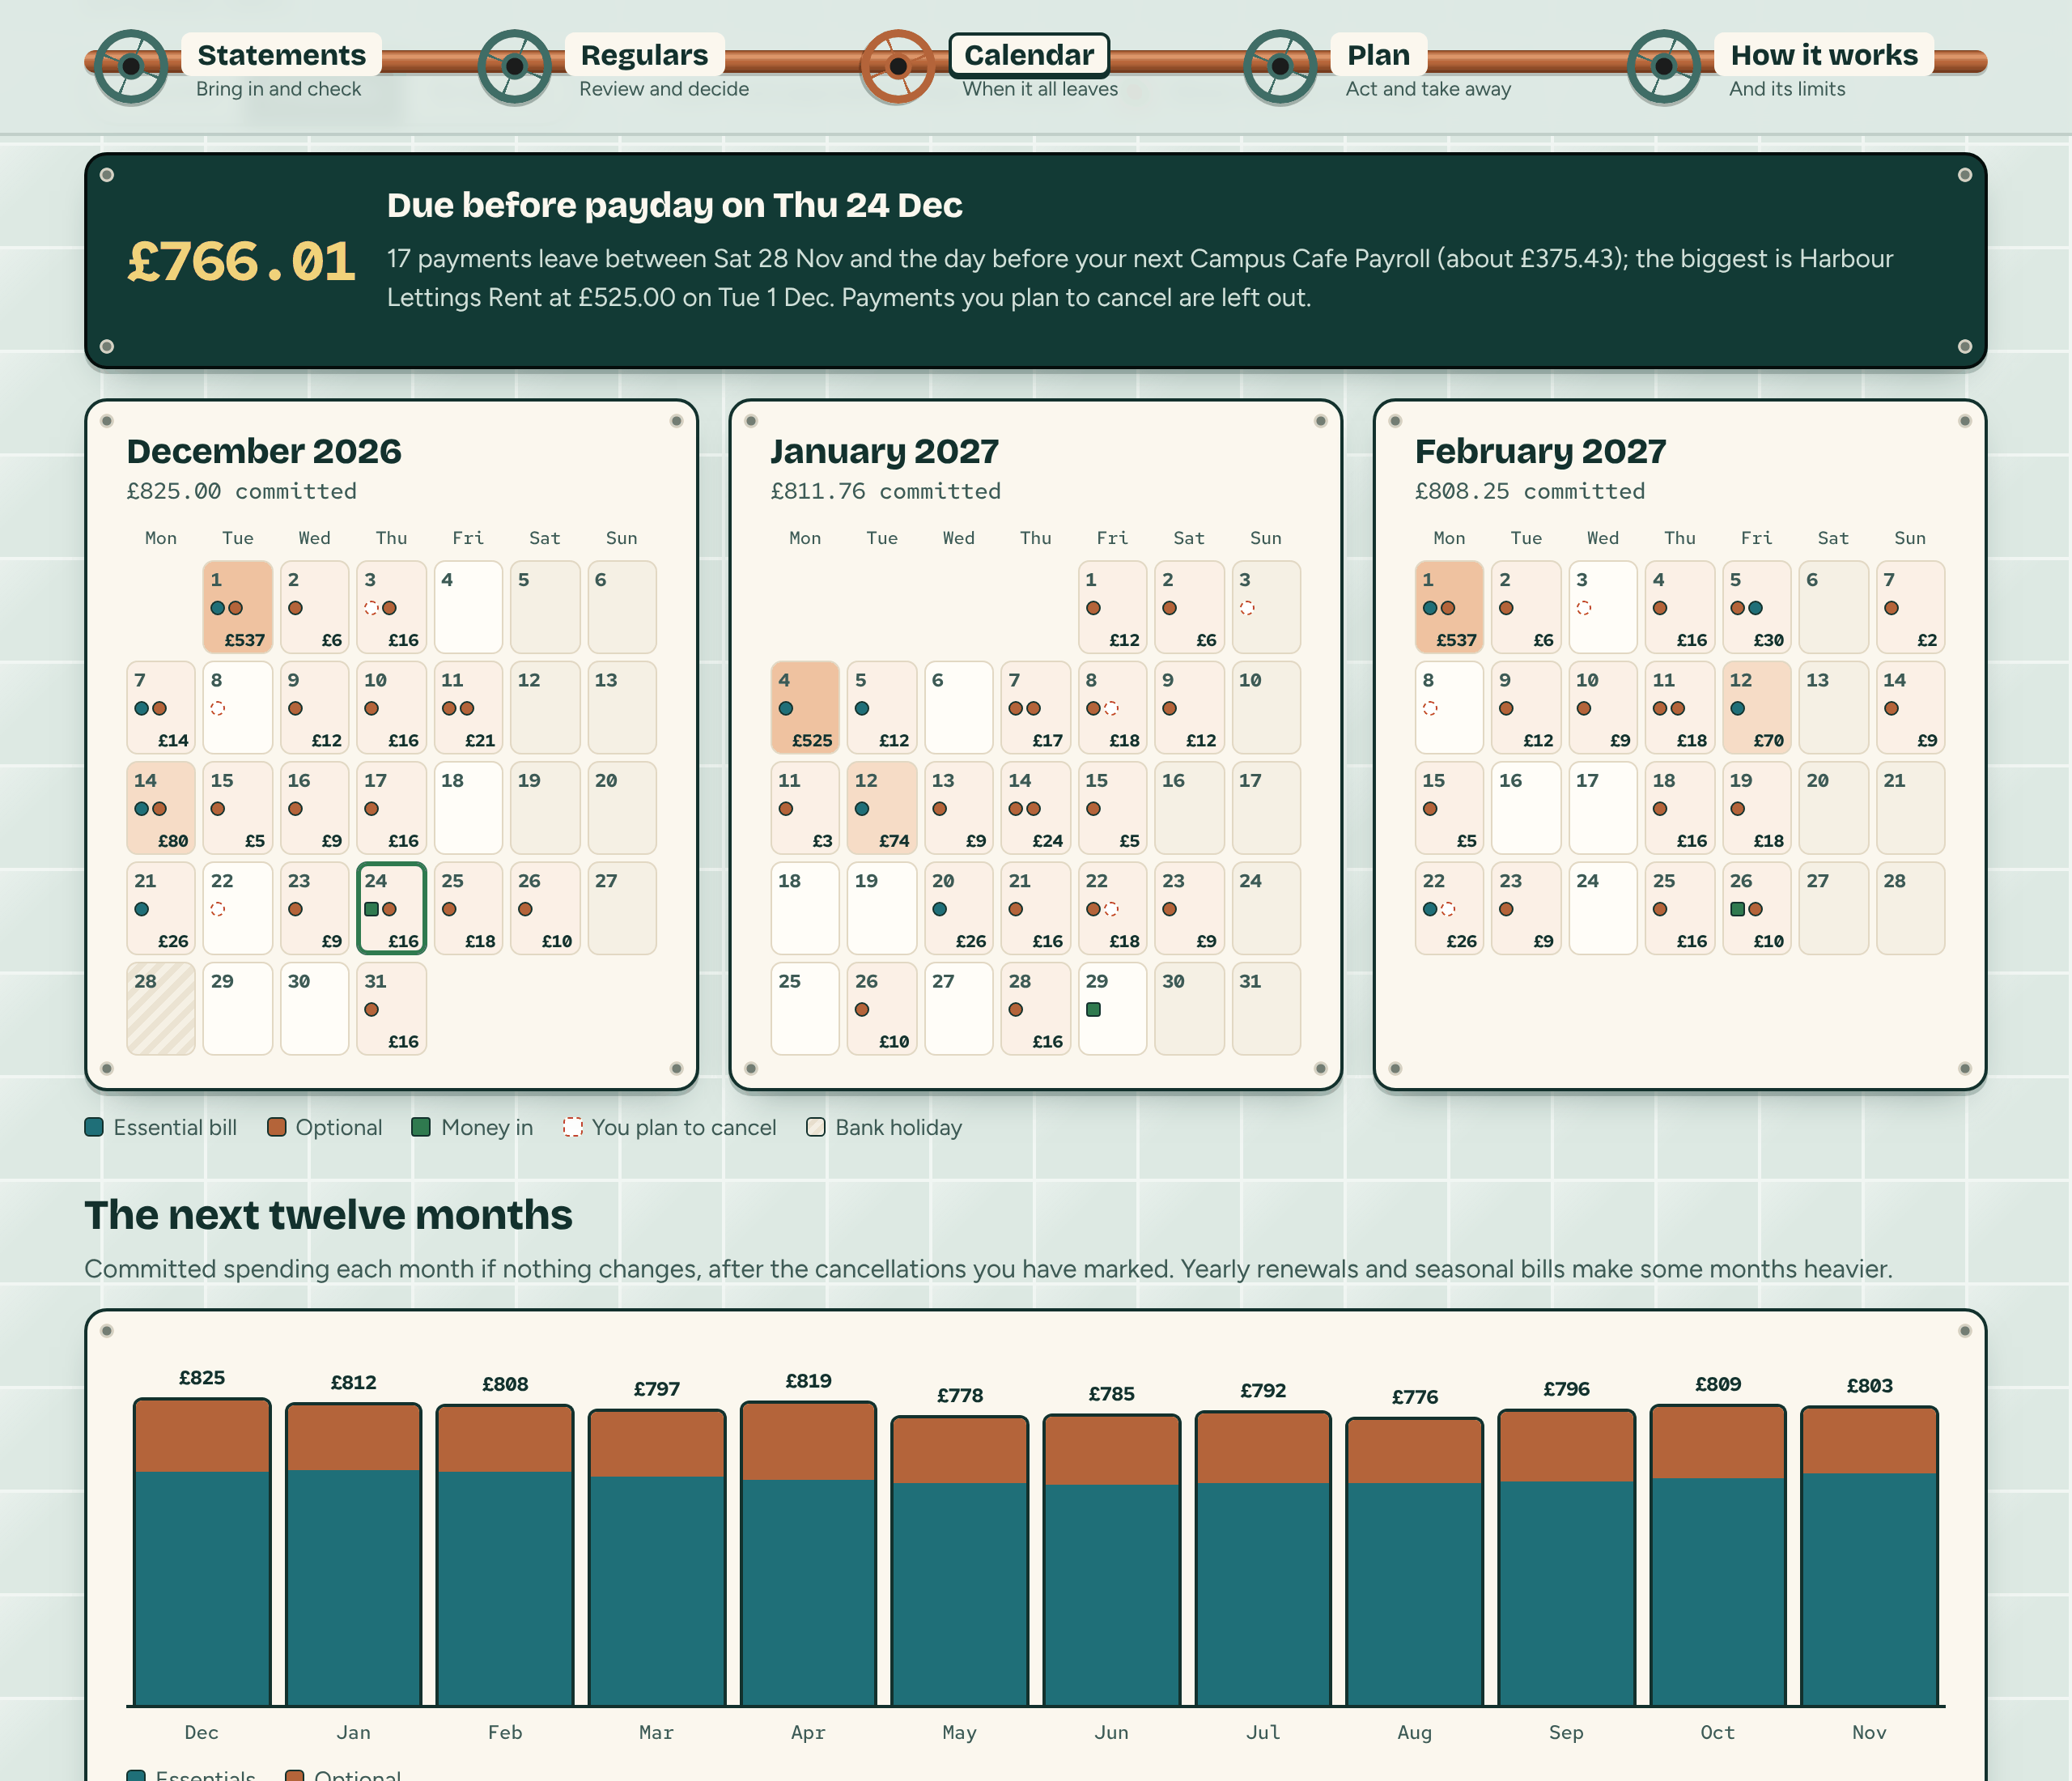 Statements
Bring in and check
Regulars
Review and decide
Calendar
When it all leaves
Plan
Act and take away
How it works
And its limits
£766.01
Due before payday on Thu 24 Dec
17 payments leave between Sat 28 Nov and the day before your next Campus Cafe Payroll (about £375.43); the biggest is Harbour
Lettings Rent at £525.00 on Tue 1 Dec. Payments you plan to cancel are left out.
December 2026
£825.00 committed
Mon Tue Wed Thu Fri Sat Sun
1 2 3 4 5 6
£537 £6 £16
7 8 9 10 11 12 13
£14 £12 £16 £21
14 15 16 17 18 19 20
£80 £5 £9 £16
21 22 23 24 25 26 27
£26 £9 £16 £18 £10
28 29 30 31
£16
January 2027
£811.76 committed
Mon Tue Wed Thu Fri Sat Sun
1 2 3
£12 £6
4 5 6 7 8 9 10
£525 £12 £17 £18 £12
11 12 13 14 15 16 17
£3 £74 £9 £24 £5
18 19 20 21 22 23 24
£26 £16 £18 £9
25 26 27 28 29 30 31
£10 £16
February 2027
£808.25 committed
Mon Tue Wed Thu Fri Sat Sun
1 2 3 4 5 6 7
£537 £6 £16 £30 £2
8 9 10 11 12 13 14
£12 £9 £18 £70 £9
15 16 17 18 19 20 21
£5 £16 £18
22 23 24 25 26 27 28
£26 £9 £16 £10
Essential bill Optional Money in You plan to cancel Bank holiday
The next twelve months
Committed spending each month if nothing changes, after the cancellations you have marked. Yearly renewals and seasonal bills make some months heavier.
£825 £812 £808 £797 £819 £778 £785 £792 £776 £796 £809 £803
Dec Jan Feb Mar Apr May Jun Jul Aug Sep Oct Nov
Essentials Optional